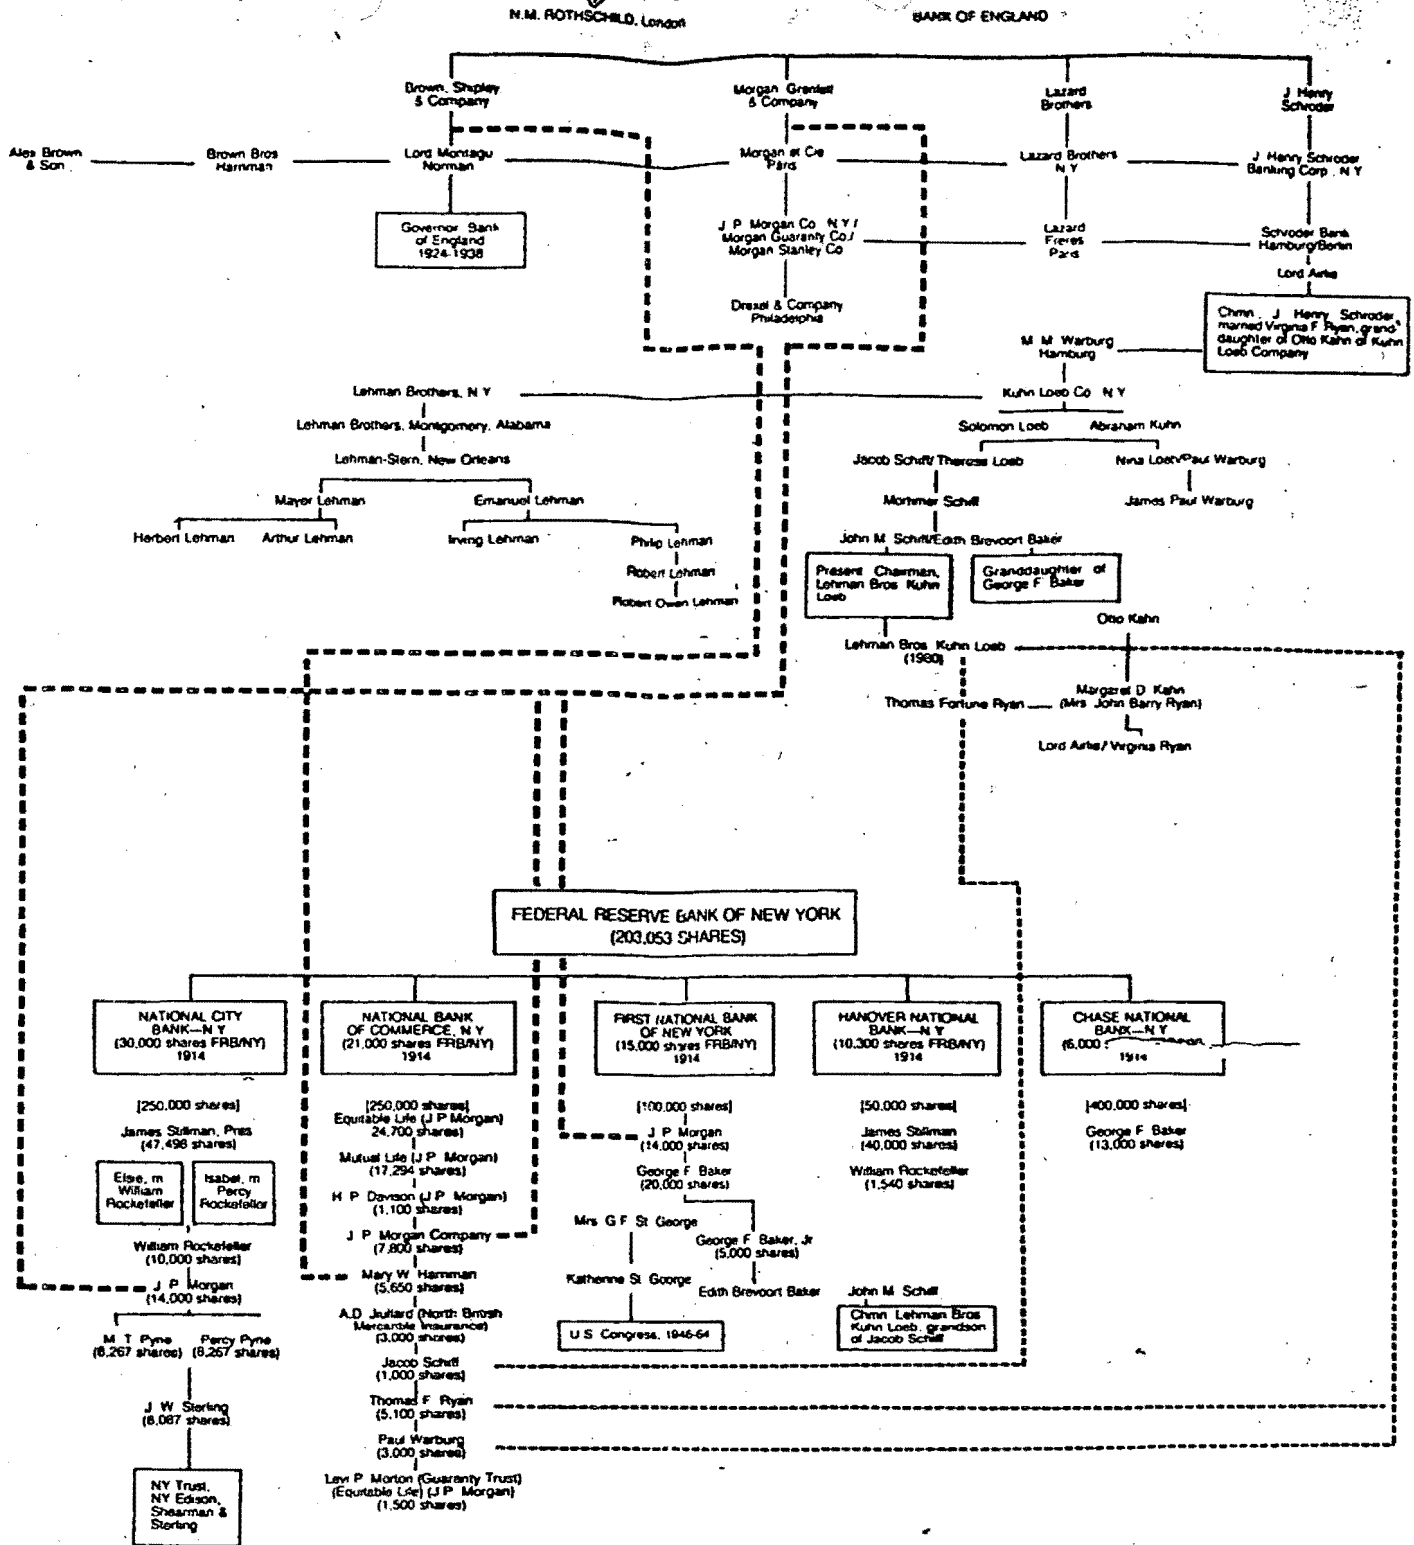 N.M. ROTHSCHILD, London
BANK OF ENGLAND
Brown, Shipley
& Company
Morgan Grenfell
& Company
Lazard
Brothers
J Henry
Schroder
Alex Brown
& Son
Brown Bros
Harriman
Lord Montagu
Norman
Morgan et Cie
Paris
Lazard Brothers
N Y
J Henry Schroder
Banking Corp N Y
Governor Bank
of England
1924-1938
J P Morgan Co N Y /
Morgan Guaranty Co./
Morgan Stanley Co
Lazard
Freres
Paris
Schroder Bank
Hamburg/Berlin
Lord Airlie
Drexel & Company
Philadelphia
Chmn J Henry Schroder,
married Virginia F Ryan, grand-
daughter of Otto Kahn of Kuhn
Loeb Company
M M Warburg
Hamburg
Lehman Brothers, N Y
Kuhn Loeb Co N Y
Lehman Brothers, Montgomery, Alabama
Solomon Loeb
Abraham Kuhn
Lehman-Stern, New Orleans
Jacob Schiff/Theresa Loeb
Nina Loeb/Paul Warburg
Mayer Lehman
Emanuel Lehman
Mortimer Schiff
James Paul Warburg
Herbert Lehman
Arthur Lehman
Irving Lehman
Philip Lehman
John M Schiff/Edith Brevoort Baker
Robert Lehman
Present Chairman,
Lehman Bros Kuhn
Loeb
Granddaughter of
George F Baker
Robert Owen Lehman
Otto Kahn
Lehman Bros Kuhn Loeb
(1980)
Thomas Fortune Ryan
Margaret D Kahn
(Mrs John Barry Ryan)
Lord Airlie/ Virginia Ryan
FEDERAL RESERVE BANK OF NEW YORK
(203,053 SHARES)
NATIONAL CITY
BANK—N Y
(30,000 shares FRB/NY)
1914
NATIONAL BANK
OF COMMERCE, N Y
(21,000 shares FRB/NY)
1914
FIRST NATIONAL BANK
OF NEW YORK
(15,000 shares FRB/NY)
1914
HANOVER NATIONAL
BANK—N Y
(10,300 shares FRB/NY)
1914
CHASE NATIONAL
BANK—N Y
(6,000
1914
[250,000 shares]
James Stillman, Pres
(47,498 shares)
Elsie, m
William
Rockefeller
Isabel, m
Percy
Rockefeller
William Rockefeller
(10,000 shares)
J P Morgan
(14,000 shares)
M T Pyne
(8,267 shares)
Percy Pyne
(8,267 shares)
J W Sterling
(6,087 shares)
NY Trust,
NY Edison,
Shearman &
Sterling
[250,000 shares]
Equitable Life (J P Morgan)
24,700 shares)
Mutual Life (J P Morgan)
(17,294 shares)
H P Davison (J P Morgan)
(1,100 shares)
J P Morgan Company
(7,800 shares)
Mary W Harriman
(5,650 shares)
A.D. Jiullard (North British
Mercantile Insurance)
(3,000 shares)
Jacob Schiff
(1,000 shares)
Thomas F Ryan
(5,100 shares)
Paul Warburg
(3,000 shares)
Levi P Morton (Guaranty Trust)
(Equitable Life) (J P Morgan)
(1,500 shares)
[100,000 shares]
J P Morgan
(14,000 shares)
George F Baker
(20,000 shares)
Mrs G F St George
George F Baker, Jr
(5,000 shares)
Katherine St George
Edith Brevoort Baker
U S Congress, 1946-64
[50,000 shares]
James Stillman
(40,000 shares)
William Rockefeller
(1,540 shares)
John M Schiff
Chmn Lehman Bros
Kuhn Loeb, grandson
of Jacob Schiff
[400,000 shares]
George F Baker
(13,000 shares)